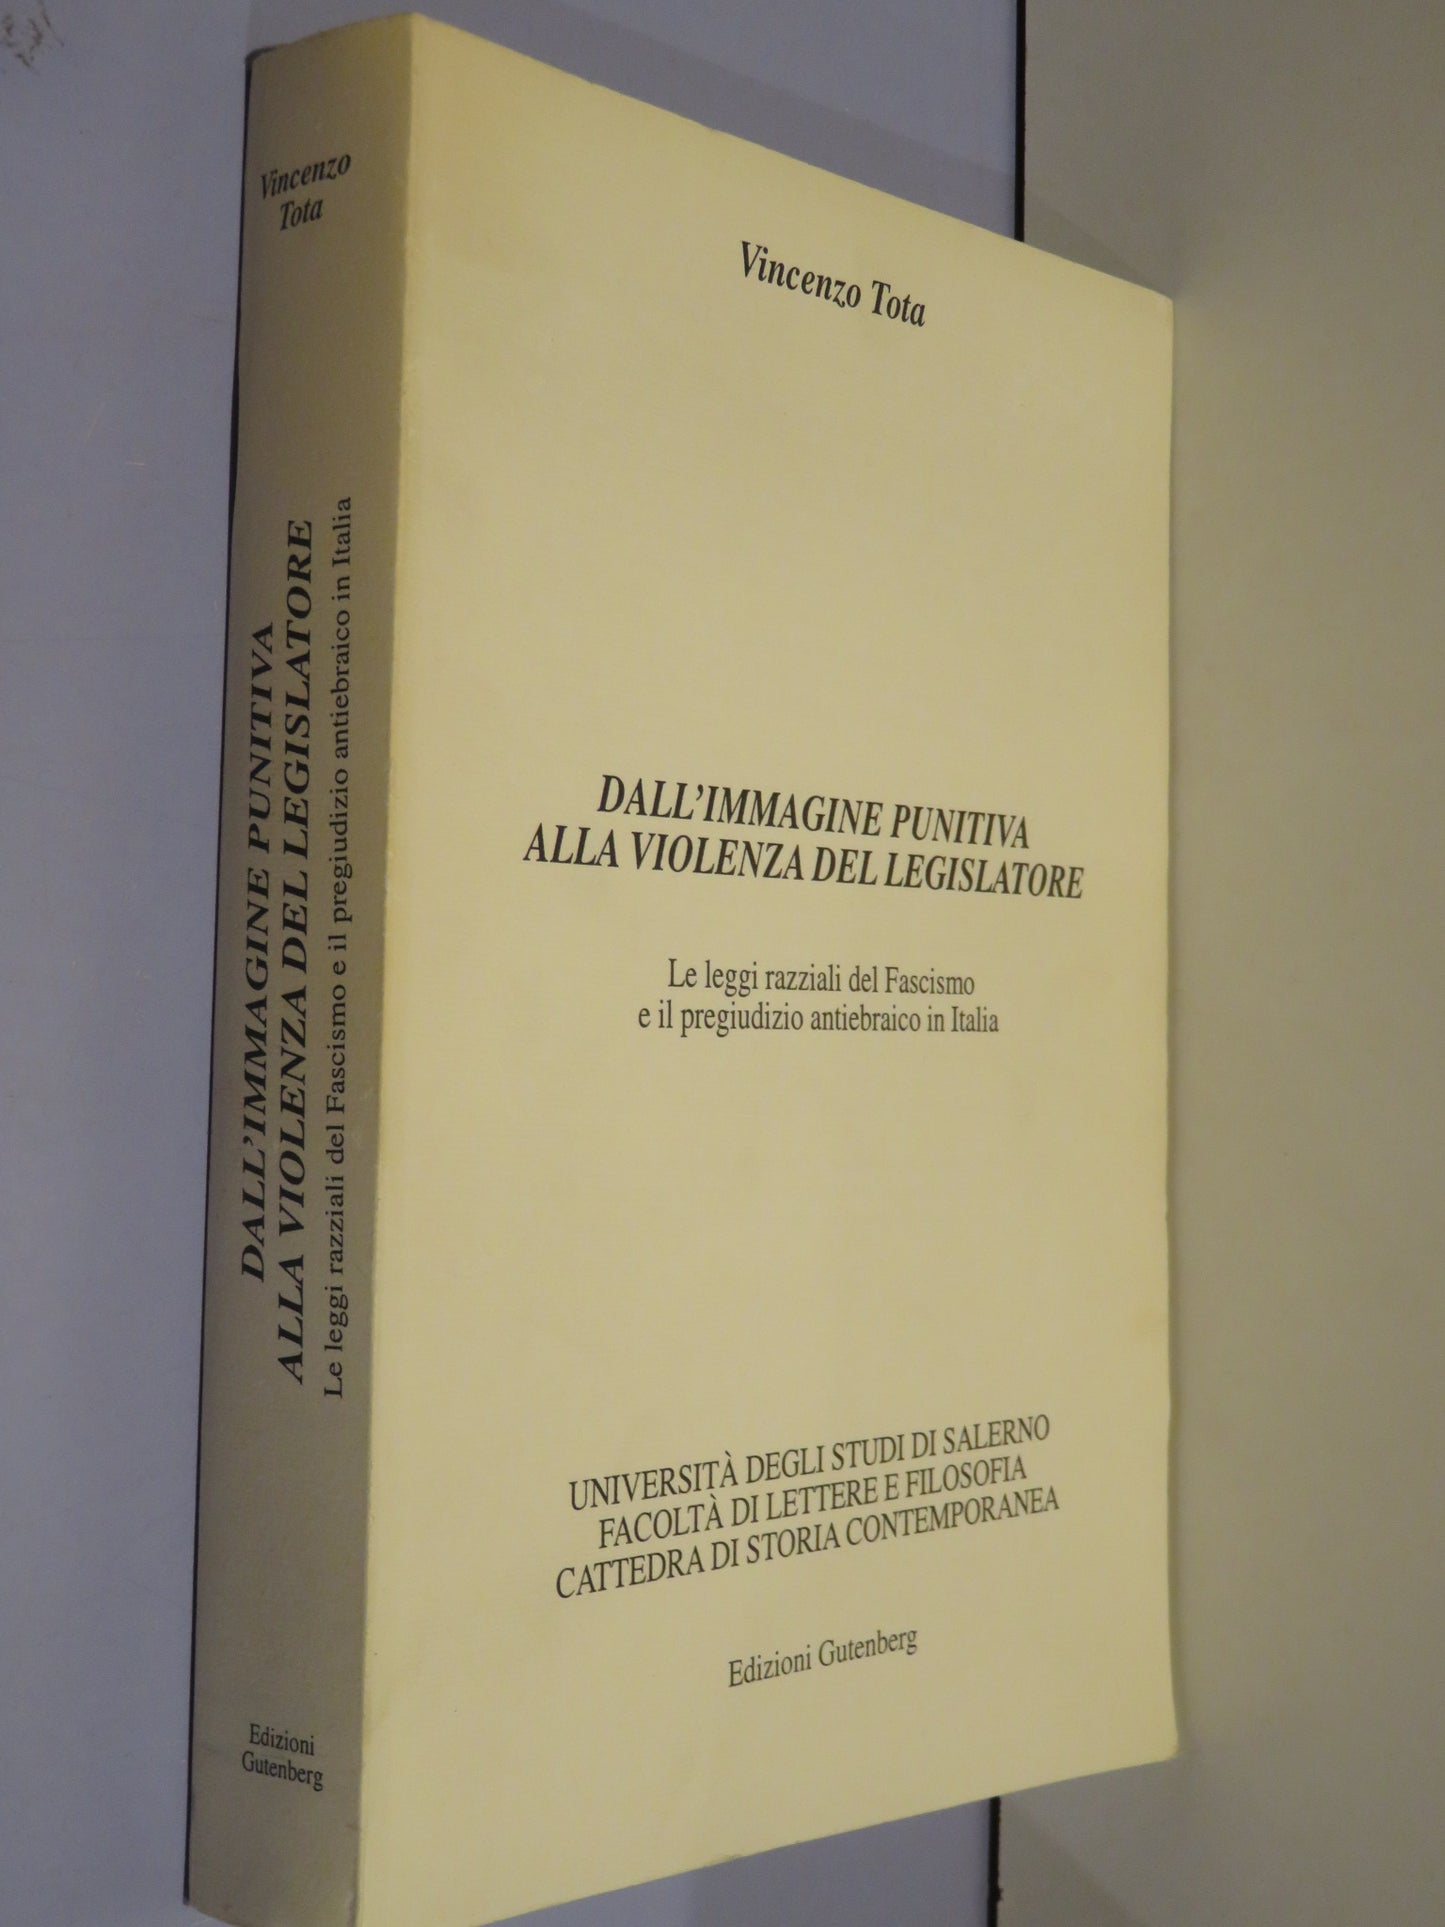 Vincenzo
Tota
DALL'IMMAGINE PUNITIVA
ALLA VIOLENZA DEL LEGISLATORE
Le leggi razziali del Fascismo e il pregiudizio antiebraico in Italia
Edizioni
Gutenberg
Vincenzo Tota
DALL'IMMAGINE PUNITIVA
ALLA VIOLENZA DEL LEGISLATORE
Le leggi razziali del Fascismo
e il pregiudizio antiebraico in Italia
UNIVERSITÀ DEGLI STUDI DI SALERNO
FACOLTÀ DI LETTERE E FILOSOFIA
CATTEDRA DI STORIA CONTEMPORANEA
Edizioni Gutenberg